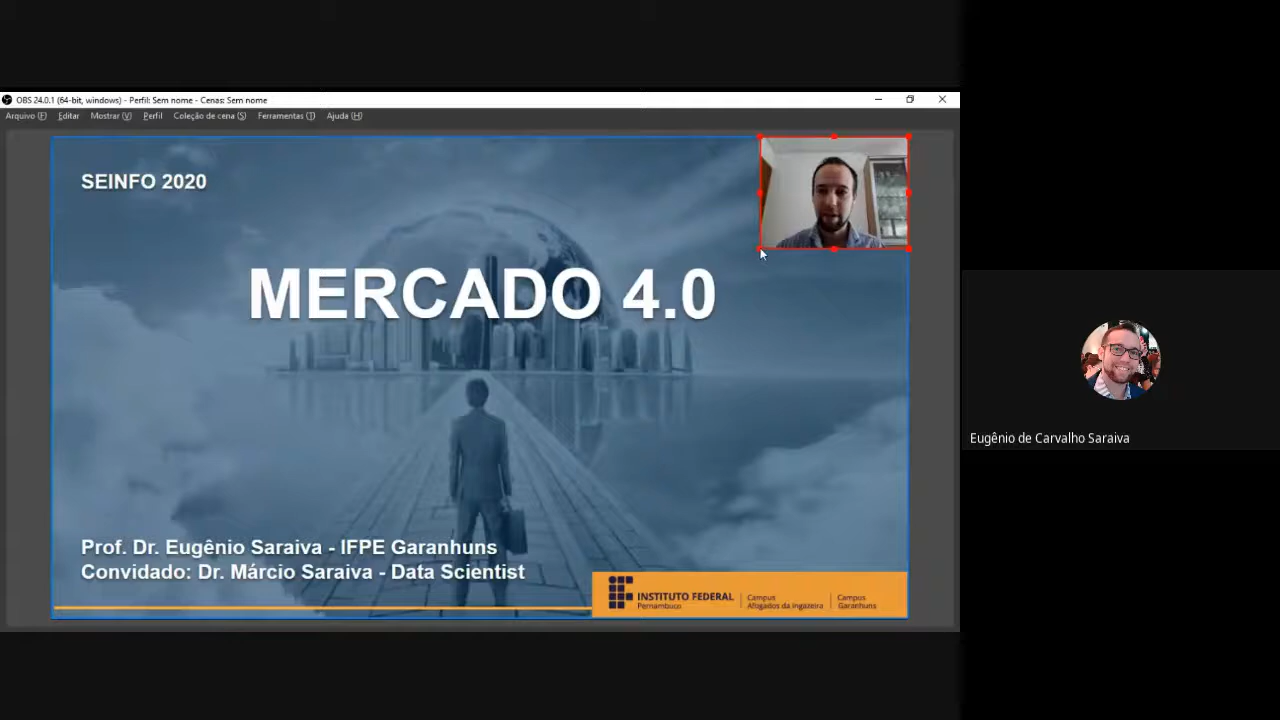 OBS 24.0.1 (64-bit, windows) - Perfil: Sem nome - Cenas: Sem nome
Arquivo (F) Editar Mostrar (V) Perfil Coleção de cena (S) Ferramentas (T) Ajuda (H)
SEINFO 2020
MERCADO 4.0
Prof. Dr. Eugênio Saraiva - IFPE Garanhuns
Convidado: Dr. Márcio Saraiva - Data Scientist
INSTITUTO FEDERAL
Pernambuco
Campus
Afogados da Ingazeira
Campus
Garanhuns
Eugênio de Carvalho Saraiva